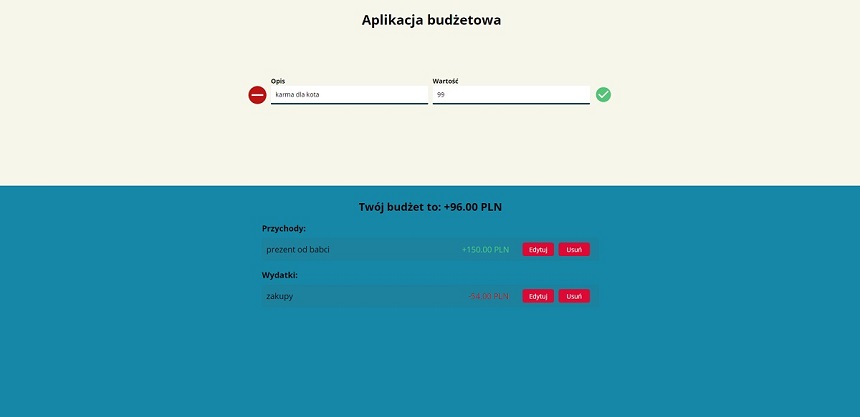 Aplikacja budżetowa
Opis Wartość
karma dla kota 99
Twój budżet to: +96.00 PLN
Przychody:
prezent od babci +150.00 PLN Edytuj Usuń
Wydatki:
zakupy -54.00 PLN Edytuj Usuń